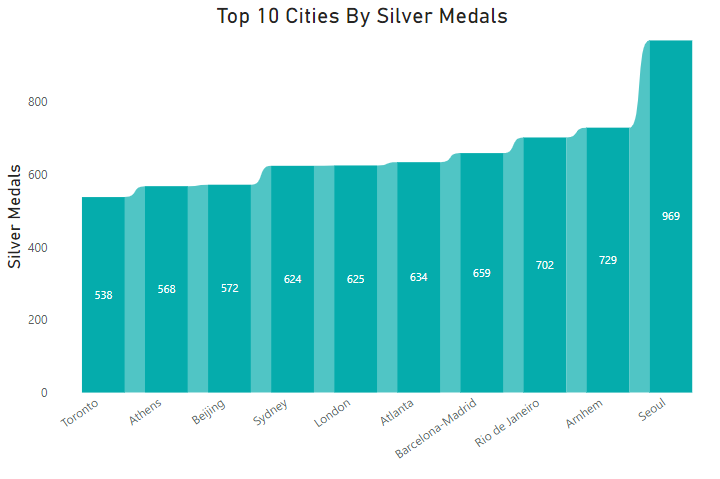 Top 10 Cities By Silver Medals
Silver Medals
800
600
400
200
0
538
568
572
624
625
634
659
702
729
969
Toronto
Athens
Beijing
Sydney
London
Atlanta
Barcelona-Madrid
Rio de Janeiro
Arnhem
Seoul